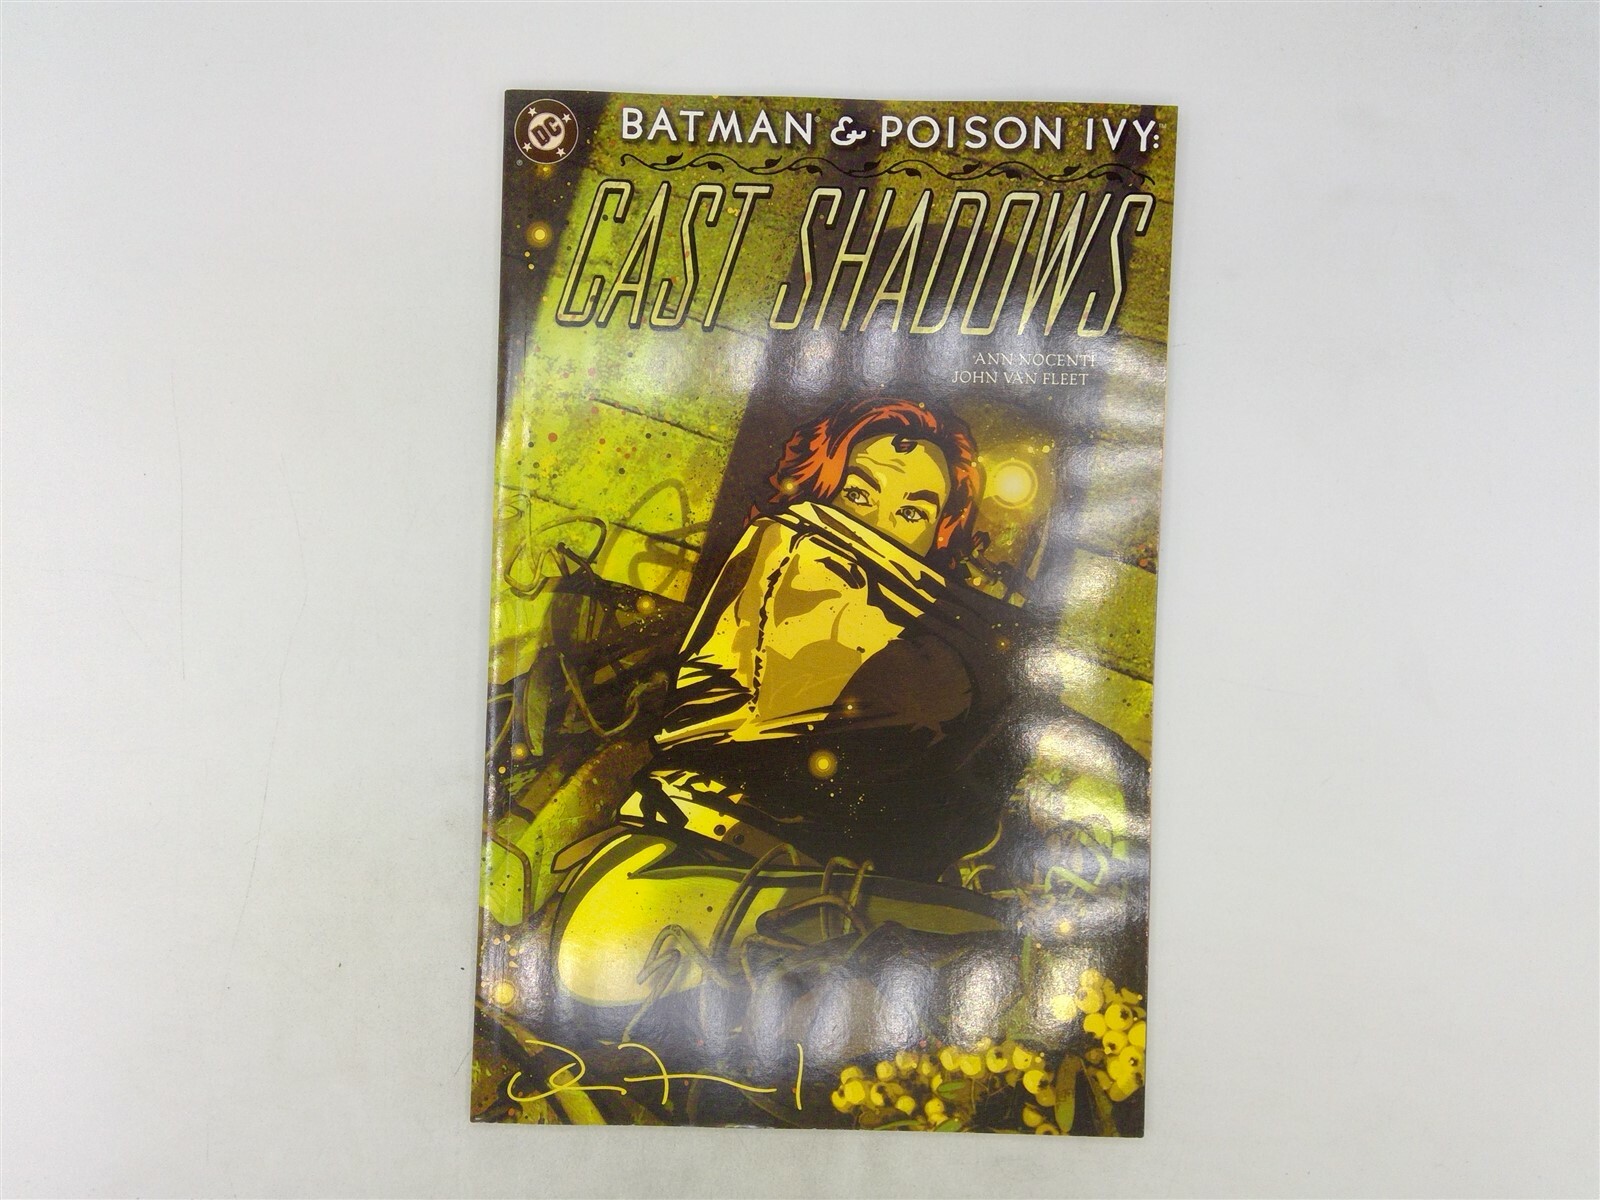 DC
BATMAN & POISON IVY:
CAST SHADOWS
ANN NOCENTI
JOHN VAN FLEET